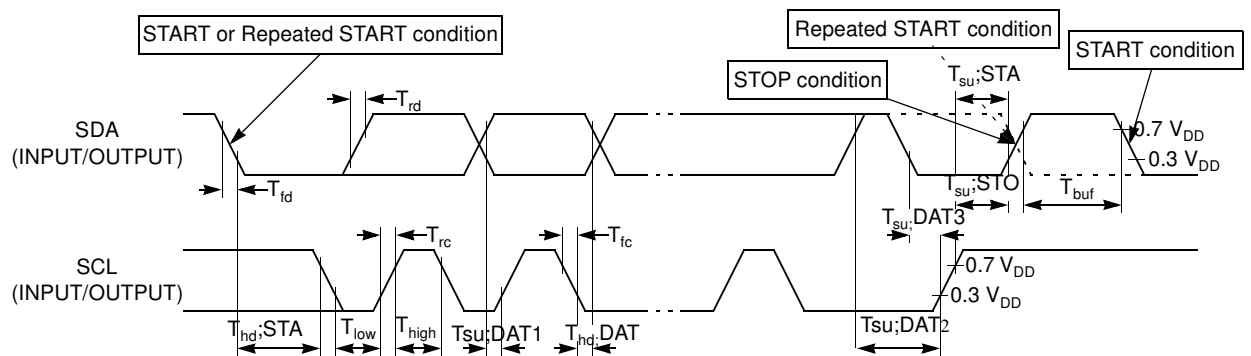 START or Repeated START condition
Repeated START condition
START condition
STOP condition
Tsu;STA
Trd
SDA
(INPUT/OUTPUT)
0.7 VDD
0.3 VDD
Tfd
Tsu;STO
Tbuf
Tsu;DAT3
Trc
Tfc
SCL
(INPUT/OUTPUT)
0.7 VDD
0.3 VDD
Thd;STA
Tlow
Thigh
Tsu;DAT1
Thd;DAT
Tsu;DAT2